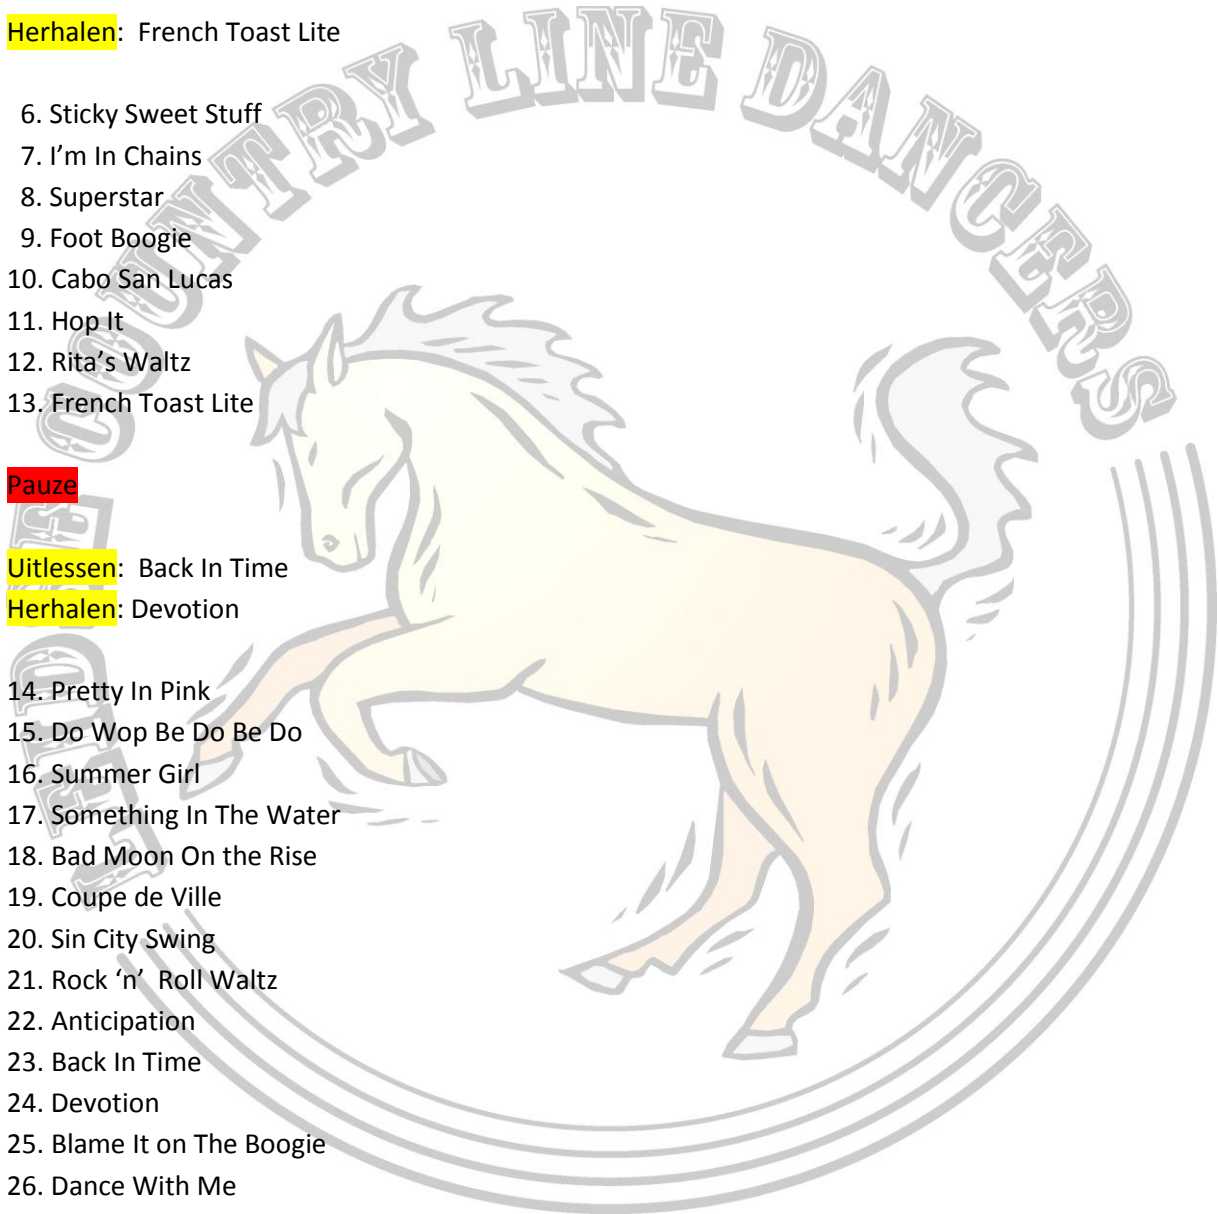 Herhalen:  French Toast Lite
6. Sticky Sweet Stuff
7. I'm In Chains
8. Superstar
9. Foot Boogie
10. Cabo San Lucas
11. Hop It
12. Rita's Waltz
13. French Toast Lite
Pauze
Uitlessen:  Back In Time
Herhalen: Devotion
14. Pretty In Pink
15. Do Wop Be Do Be Do
16. Summer Girl
17. Something In The Water
18. Bad Moon On the Rise
19. Coupe de Ville
20. Sin City Swing
21. Rock 'n'  Roll Waltz
22. Anticipation
23. Back In Time
24. Devotion
25. Blame It on The Boogie
26. Dance With Me
COUNTRY LINE DANCERS